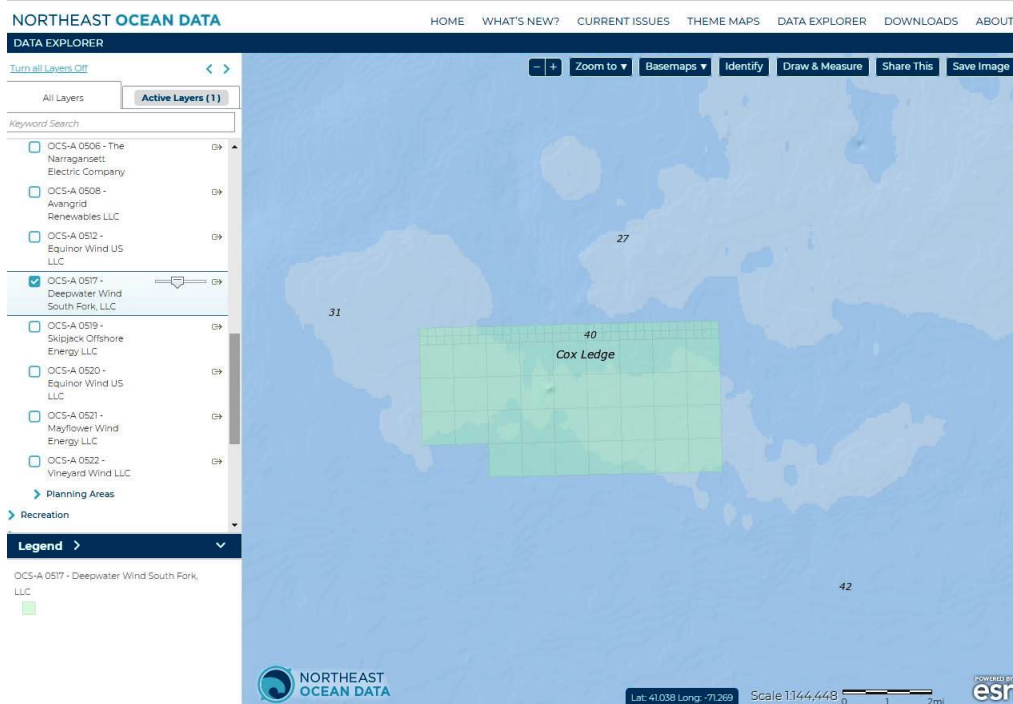 NORTHEAST OCEAN DATA
HOME WHAT'S NEW? CURRENT ISSUES THEME MAPS DATA EXPLORER DOWNLOADS ABOUT
DATA EXPLORER
Turn all Layers Off
All Layers
Active Layers (1)
Keyword Search
OCS-A 0506 - The
Narragansett
Electric Company
OCS-A 0508 -
Avangrid
Renewables LLC
OCS-A 0512 -
Equinor Wind US
LLC
OCS-A 0517 -
Deepwater Wind
South Fork, LLC
OCS-A 0519 -
Skipjack Offshore
Energy LLC
OCS-A 0520 -
Equinor Wind US
LLC
OCS-A 0521 -
Mayflower Wind
Energy LLC
OCS-A 0522 -
Vineyard Wind LLC
Planning Areas
Recreation
Legend
OCS-A 0517 - Deepwater Wind South Fork,
LLC
− + Zoom to ▾ Basemaps ▾ Identify Draw & Measure Share This Save Image
27
31
40
Cox Ledge
42
NORTHEAST
OCEAN DATA
Lat: 41.038 Long: -71.269
Scale 1:144,448
0 1 2mi
POWERED BY
esri